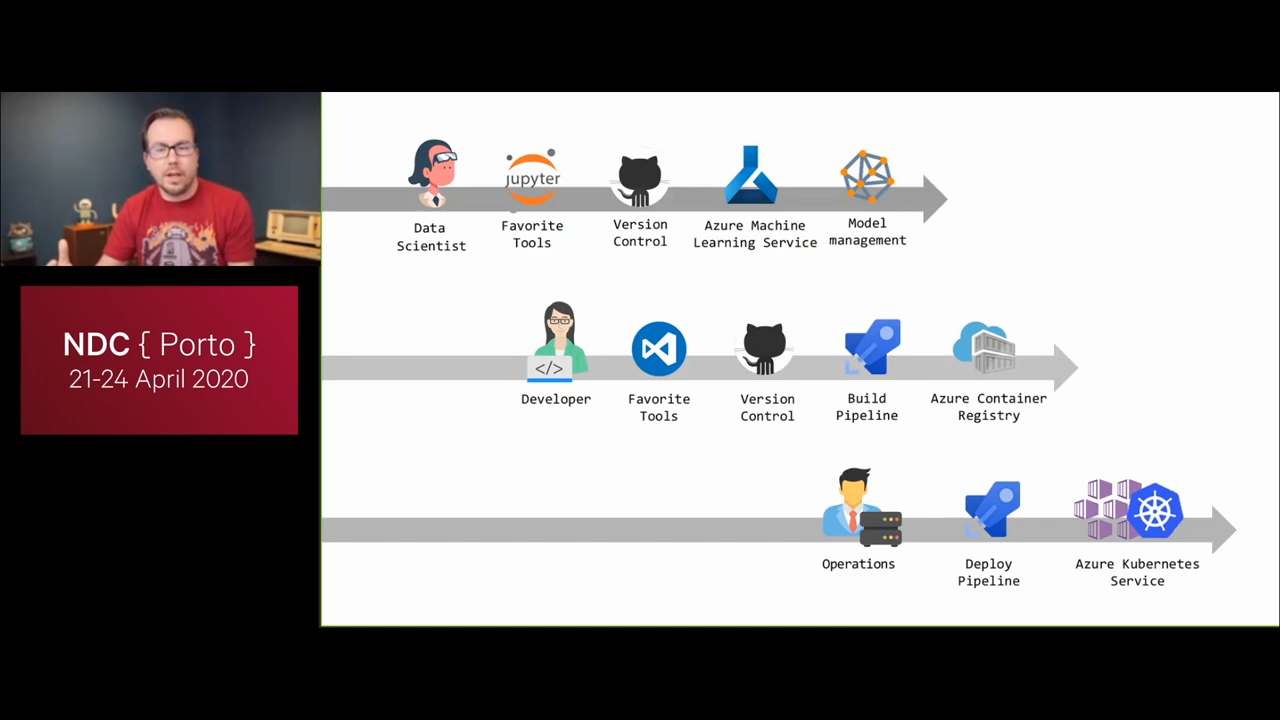 NDC { Porto }
21-24 April 2020
jupyter
Data
Scientist
Favorite
Tools
Version
Control
Azure Machine
Learning Service
Model
management
</>
Developer
Favorite
Tools
Version
Control
Build
Pipeline
Azure Container
Registry
Operations
Deploy
Pipeline
Azure Kubernetes
Service